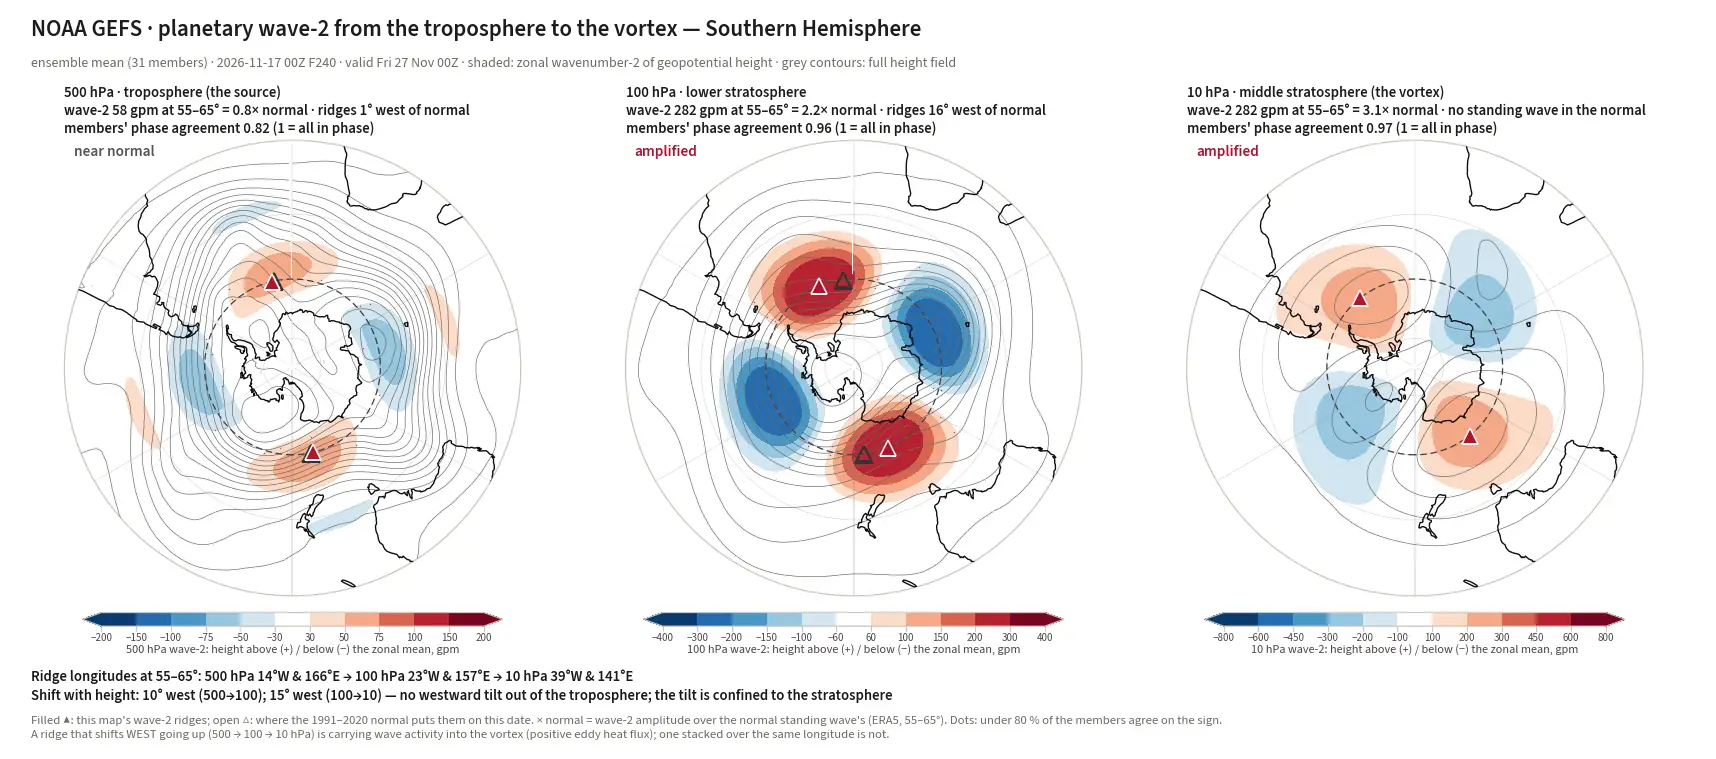 NOAA GEFS · planetary wave-2 from the troposphere to the vortex — Southern Hemisphere
ensemble mean (31 members) · 2026-11-17 00Z F240 · valid Fri 27 Nov 00Z · shaded: zonal wavenumber-2 of geopotential height · grey contours: full height field
500 hPa · troposphere (the source)
wave-2 58 gpm at 55–65° = 0.8× normal · ridges 1° west of normal
members' phase agreement 0.82 (1 = all in phase)
near normal
100 hPa · lower stratosphere
wave-2 282 gpm at 55–65° = 2.2× normal · ridges 16° west of normal
members' phase agreement 0.96 (1 = all in phase)
amplified
10 hPa · middle stratosphere (the vortex)
wave-2 282 gpm at 55–65° = 3.1× normal · no standing wave in the normal
members' phase agreement 0.97 (1 = all in phase)
amplified
−200 −150 −100 −75 −50 −30 30 50 75 100 150 200
500 hPa wave-2: height above (+) / below (−) the zonal mean, gpm
−400 −300 −200 −150 −100 −60 60 100 150 200 300 400
100 hPa wave-2: height above (+) / below (−) the zonal mean, gpm
−800 −600 −450 −300 −200 −100 100 200 300 450 600 800
10 hPa wave-2: height above (+) / below (−) the zonal mean, gpm
Ridge longitudes at 55–65°: 500 hPa 14°W & 166°E → 100 hPa 23°W & 157°E → 10 hPa 39°W & 141°E
Shift with height: 10° west (500→100); 15° west (100→10) — no westward tilt out of the troposphere; the tilt is confined to the stratosphere
Filled ▲: this map's wave-2 ridges; open △: where the 1991–2020 normal puts them on this date. × normal = wave-2 amplitude over the normal standing wave's (ERA5, 55–65°). Dots: under 80 % of the members agree on the sign.
A ridge that shifts WEST going up (500 → 100 → 10 hPa) is carrying wave activity into the vortex (positive eddy heat flux); one stacked over the same longitude is not.